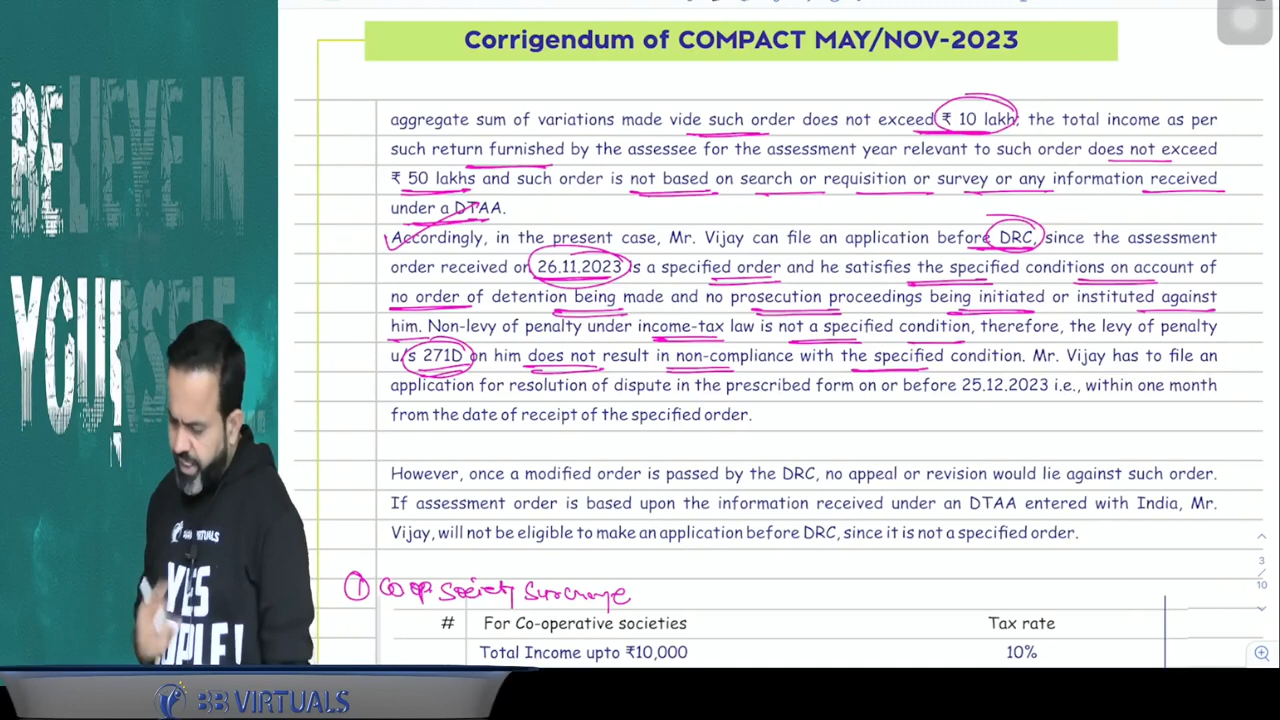 Corrigendum of COMPACT MAY/NOV-2023
BELIEVE IN
YOURSELF
aggregate sum of variations made vide such order does not exceed ₹ 10 lakh, the total income as per
such return furnished by the assessee for the assessment year relevant to such order does not exceed
₹ 50 lakhs and such order is not based on search or requisition or survey or any information received
under a DTAA.
Accordingly, in the present case, Mr. Vijay can file an application before DRC, since the assessment
order received on 26.11.2023 is a specified order and he satisfies the specified conditions on account of
no order of detention being made and no prosecution proceedings being initiated or instituted against
him. Non-levy of penalty under income-tax law is not a specified condition, therefore, the levy of penalty
u/s 271D on him does not result in non-compliance with the specified condition. Mr. Vijay has to file an
application for resolution of dispute in the prescribed form on or before 25.12.2023 i.e., within one month
from the date of receipt of the specified order.
However, once a modified order is passed by the DRC, no appeal or revision would lie against such order.
If assessment order is based upon the information received under an DTAA entered with India, Mr.
Vijay, will not be eligible to make an application before DRC, since it is not a specified order.
① Co op. Society Surcharge
# For Co-operative societies Tax rate
Total Income upto ₹10,000 10%
3
/
10
VIRTUALS
YES
BB VIRTUALS